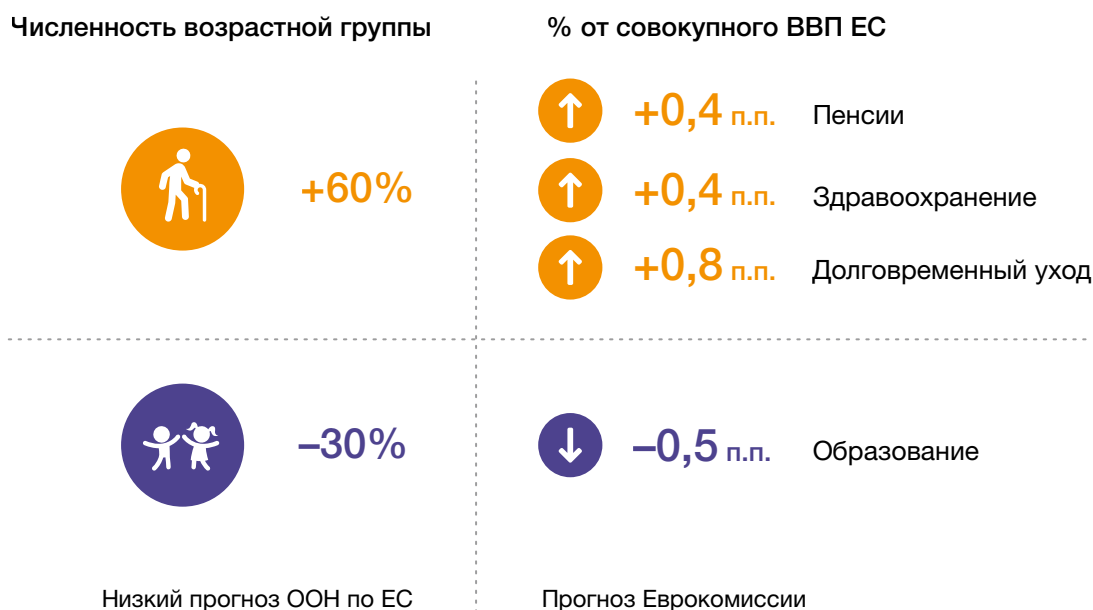 Численность возрастной группы
% от совокупного ВВП ЕС
+60%
+0,4 п.п. Пенсии
+0,4 п.п. Здравоохранение
+0,8 п.п. Долговременный уход
–30%
–0,5 п.п. Образование
Низкий прогноз ООН по ЕС
Прогноз Еврокомиссии